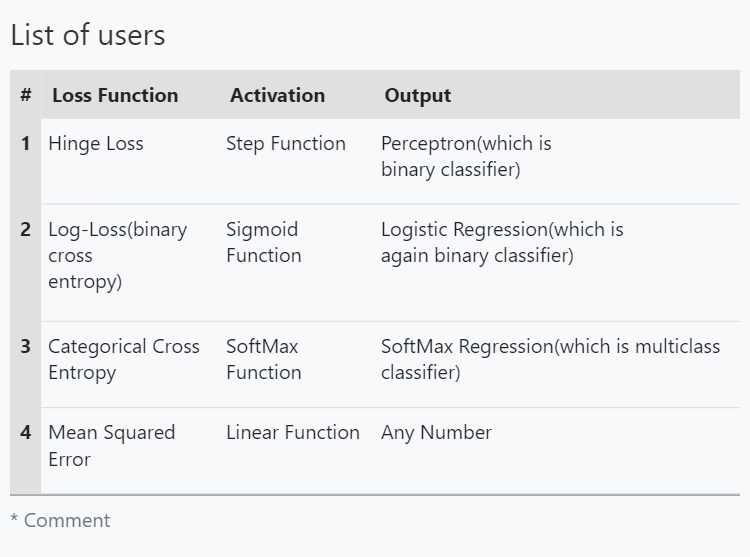 List of users
# Loss Function Activation Output
1 Hinge Loss Step Function Perceptron(which is
binary classifier)
2 Log-Loss(binary Sigmoid Logistic Regression(which is
cross Function again binary classifier)
entropy)
3 Categorical Cross SoftMax SoftMax Regression(which is multiclass
Entropy Function classifier)
4 Mean Squared Linear Function Any Number
Error
* Comment